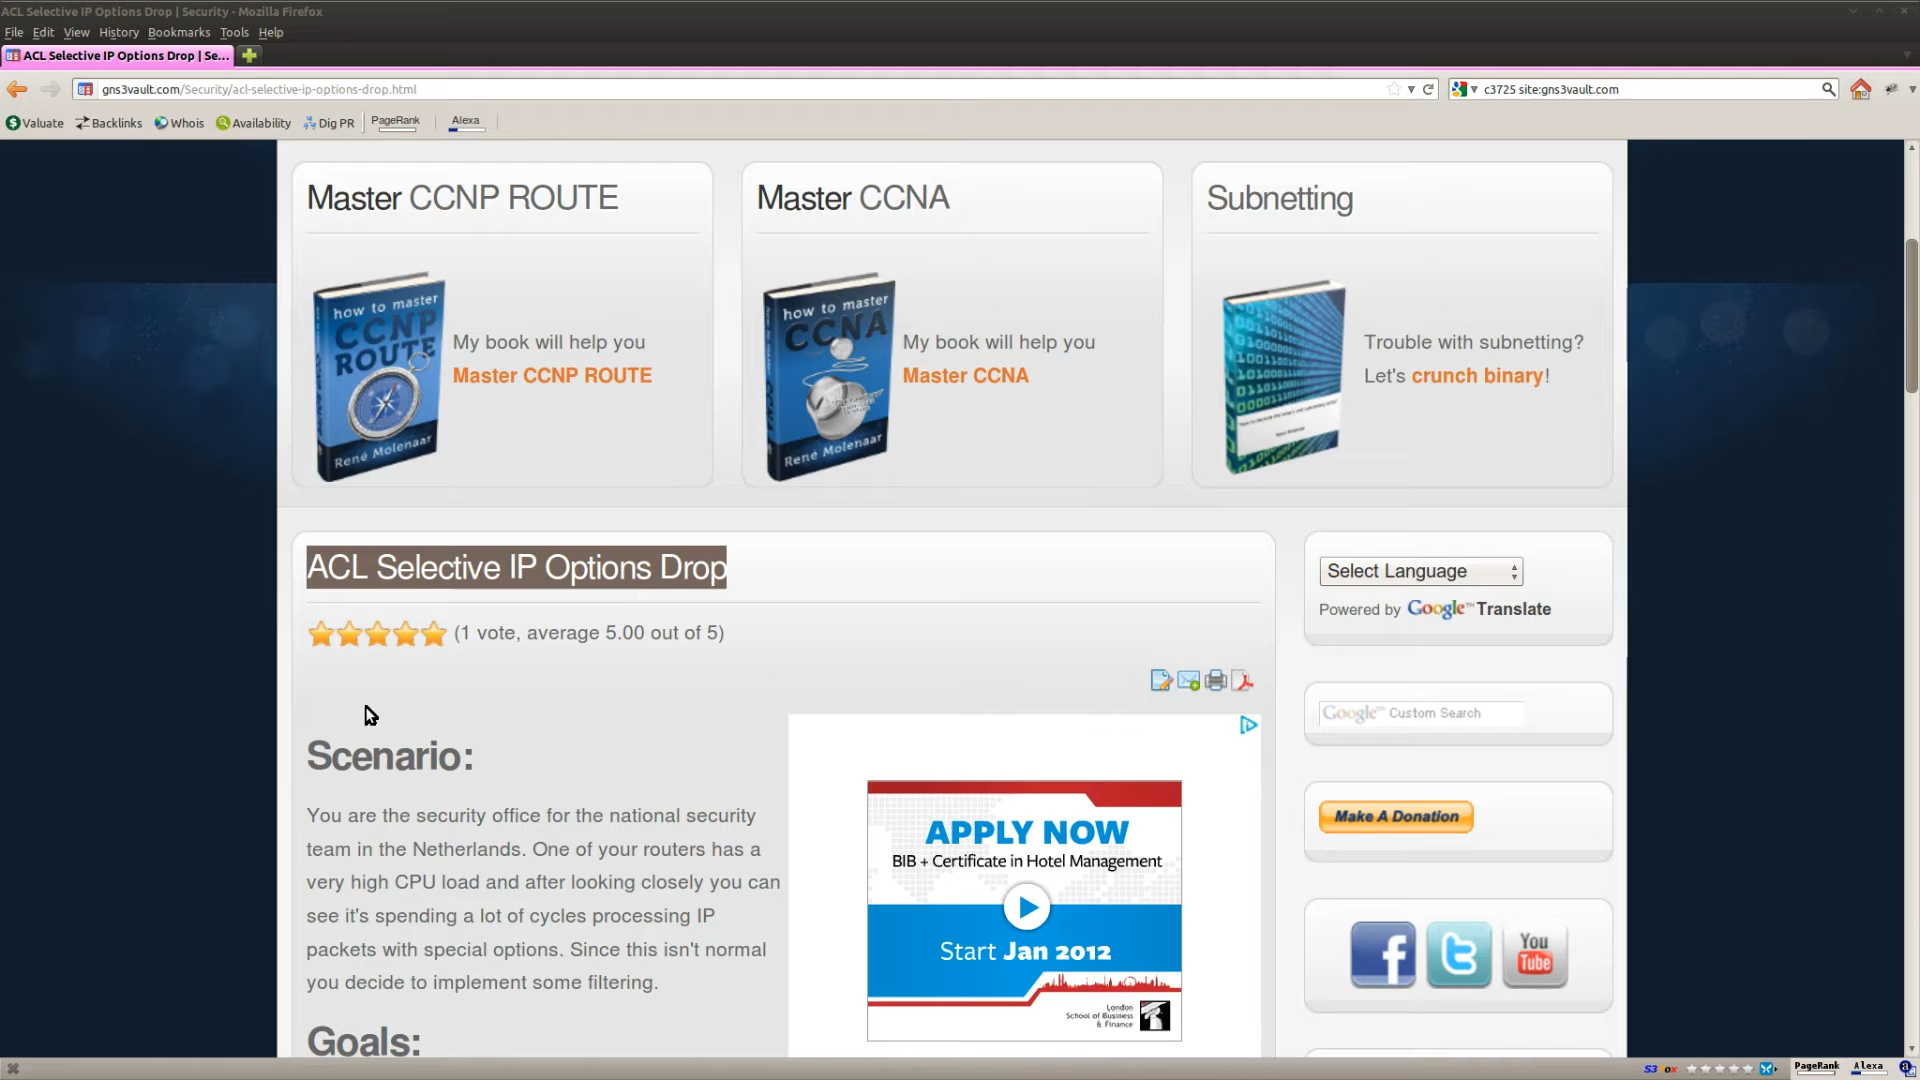 ACL Selective IP Options Drop | Security - Mozilla Firefox
File Edit View History Bookmarks Tools Help
ACL Selective IP Options Drop | Se...
gns3vault.com/Security/acl-selective-ip-options-drop.html
c3725 site:gns3vault.com
Valuate Backlinks Whois Availability Dig PR PageRank Alexa
Master CCNP ROUTE
how to master
CCNP
ROUTE
René Molenaar
My book will help you
Master CCNP ROUTE
Master CCNA
how to master
CCNA
René Molenaar
My book will help you
Master CCNA
Subnetting
Trouble with subnetting?
Let's crunch binary!
ACL Selective IP Options Drop
(1 vote, average 5.00 out of 5)
Scenario:
You are the security office for the national security
team in the Netherlands. One of your routers has a
very high CPU load and after looking closely you can
see it's spending a lot of cycles processing IP
packets with special options. Since this isn't normal
you decide to implement some filtering.
Goals:
APPLY NOW
BIB + Certificate in Hotel Management
Start Jan 2012
London
School of Business
& Finance
Select Language
Powered by Google™ Translate
Google™ Custom Search
Make A Donation
You
Tube
PageRank Alexa